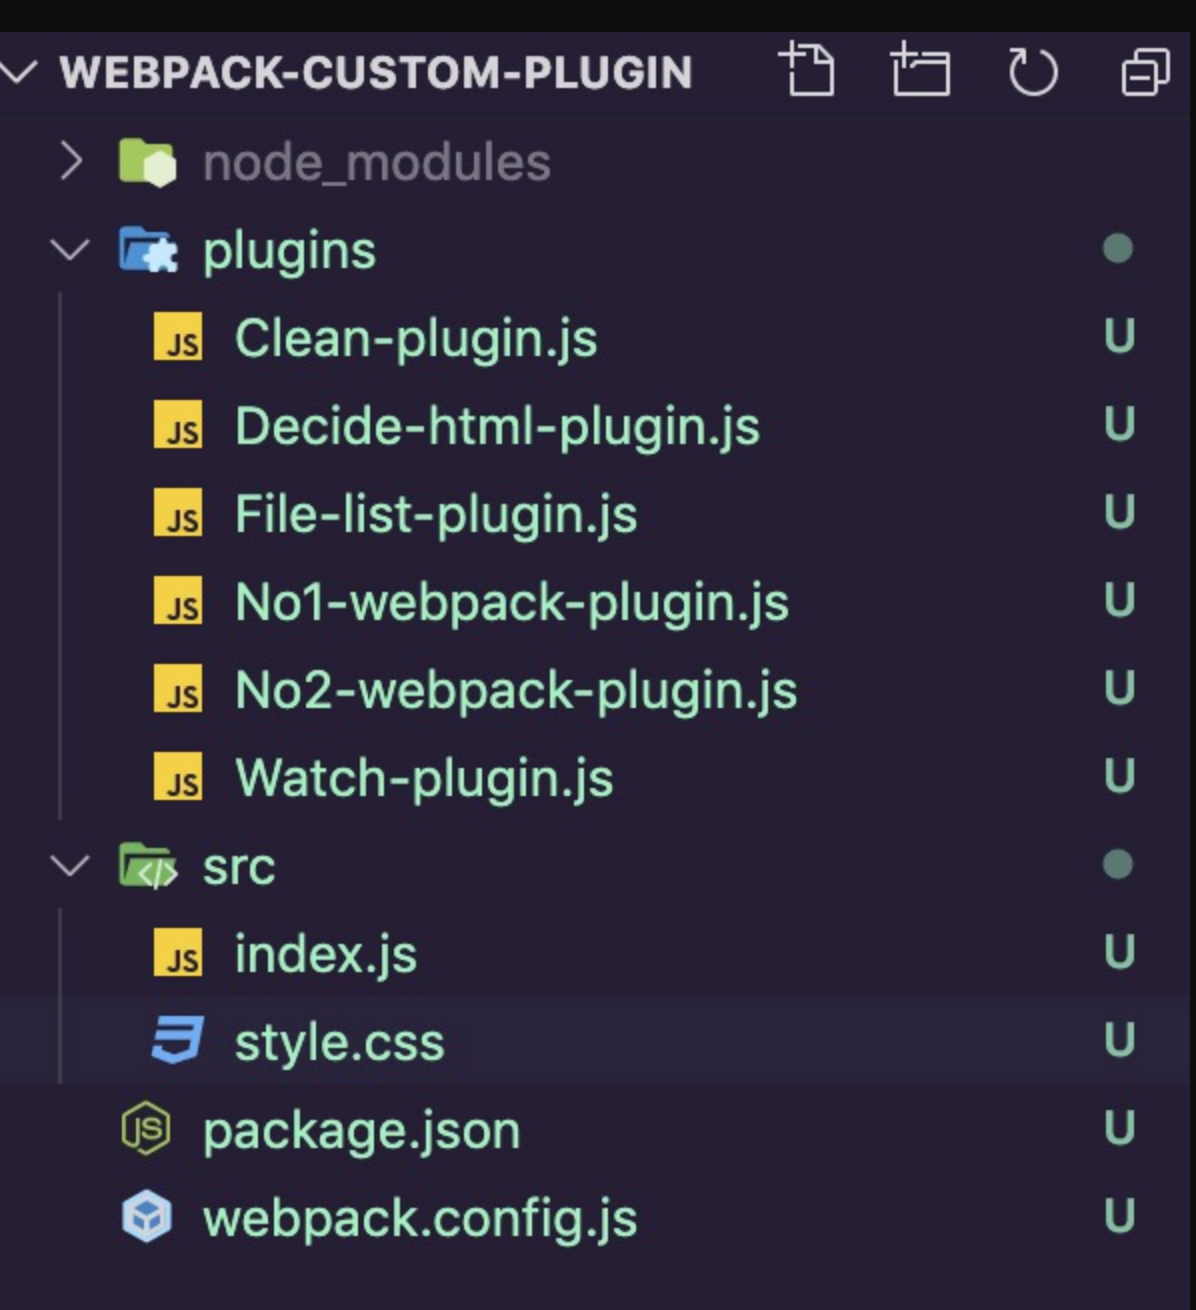 WEBPACK-CUSTOM-PLUGIN
node_modules
plugins
JS Clean-plugin.js U
JS Decide-html-plugin.js U
JS File-list-plugin.js U
JS No1-webpack-plugin.js U
JS No2-webpack-plugin.js U
JS Watch-plugin.js U
src
JS index.js U
style.css U
JS package.json U
webpack.config.js U